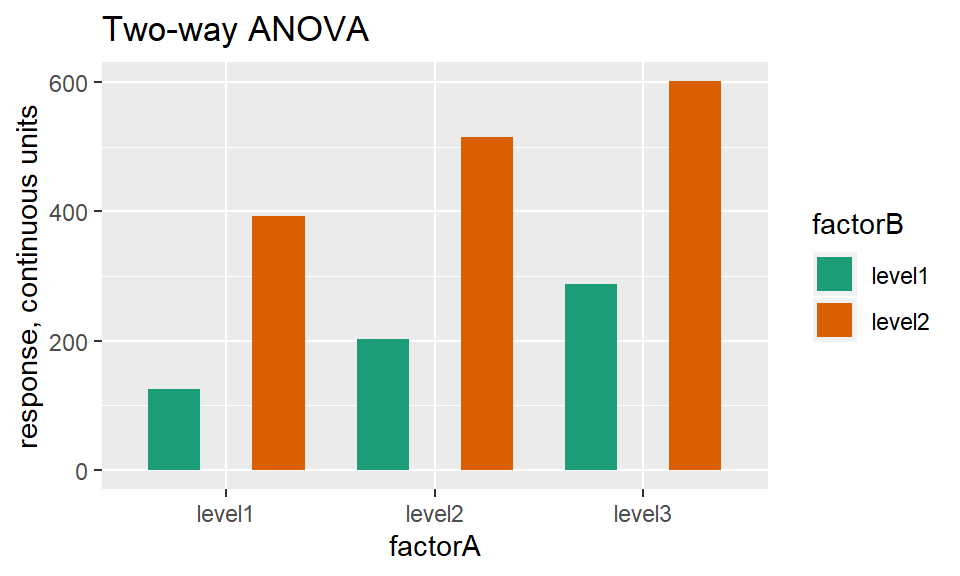 Two-way ANOVA
response, continuous units
600
400
200
0
level1
level2
level3
factorA
factorB
level1
level2